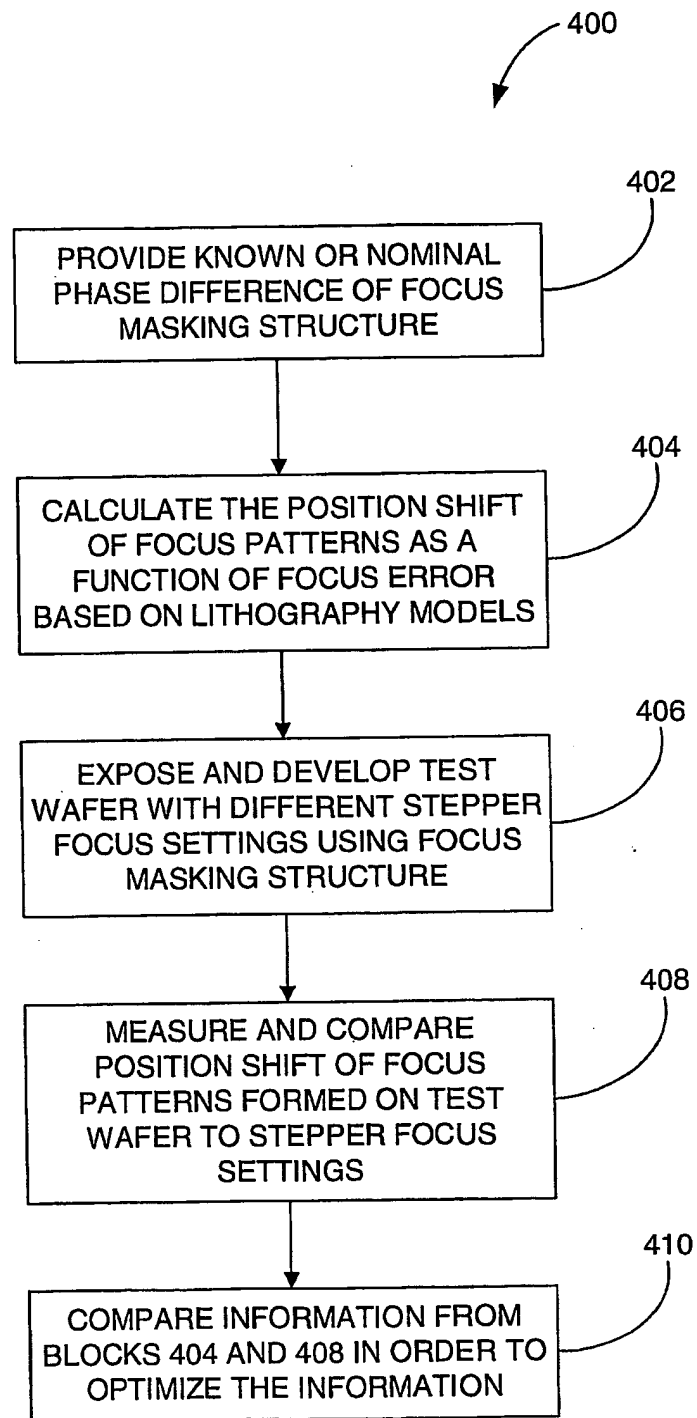 400
402
PROVIDE KNOWN OR NOMINAL
PHASE DIFFERENCE OF FOCUS
MASKING STRUCTURE
404
CALCULATE THE POSITION SHIFT
OF FOCUS PATTERNS AS A
FUNCTION OF FOCUS ERROR
BASED ON LITHOGRAPHY MODELS
406
EXPOSE AND DEVELOP TEST
WAFER WITH DIFFERENT STEPPER
FOCUS SETTINGS USING FOCUS
MASKING STRUCTURE
408
MEASURE AND COMPARE
POSITION SHIFT OF FOCUS
PATTERNS FORMED ON TEST
WAFER TO STEPPER FOCUS
SETTINGS
410
COMPARE INFORMATION FROM
BLOCKS 404 AND 408 IN ORDER TO
OPTIMIZE THE INFORMATION